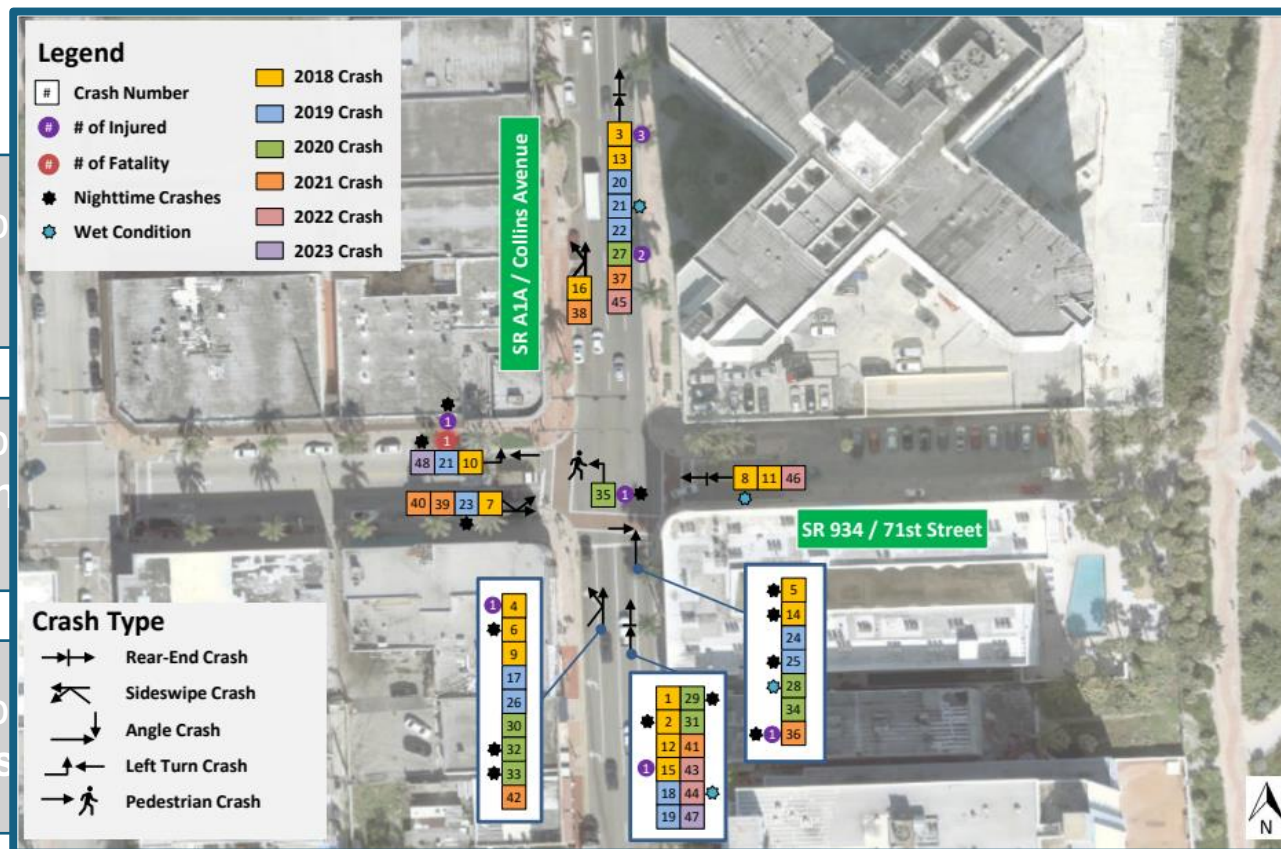 Legend
# Crash Number
# # of Injured
# # of Fatality
Nighttime Crashes
Wet Condition
2018 Crash
2019 Crash
2020 Crash
2021 Crash
2022 Crash
2023 Crash
SR A1A / Collins Avenue
3 3
13
20
21
22
27 2
37
45
16
38
1
1
48 21 10
40 39 23 7
35 1
8 11 46
SR 934 / 71st Street
Crash Type
Rear-End Crash
Sideswipe Crash
Angle Crash
Left Turn Crash
Pedestrian Crash
1 4
6
9
17
26
30
32
33
42
1 29
2 31
12 41
1 15 43
18 44
19 47
5
14
24
25
28
34
1 36
N